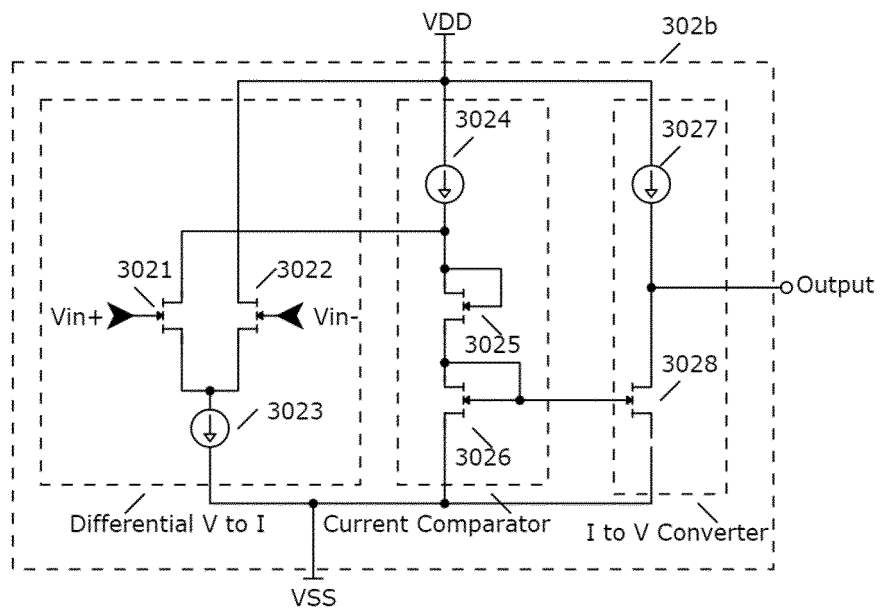 VDD
302b
3024
3027
3021
3022
Vin+
Vin-
Output
3025
3028
3023
3026
Differential V to I
Current Comparator
I to V Converter
VSS